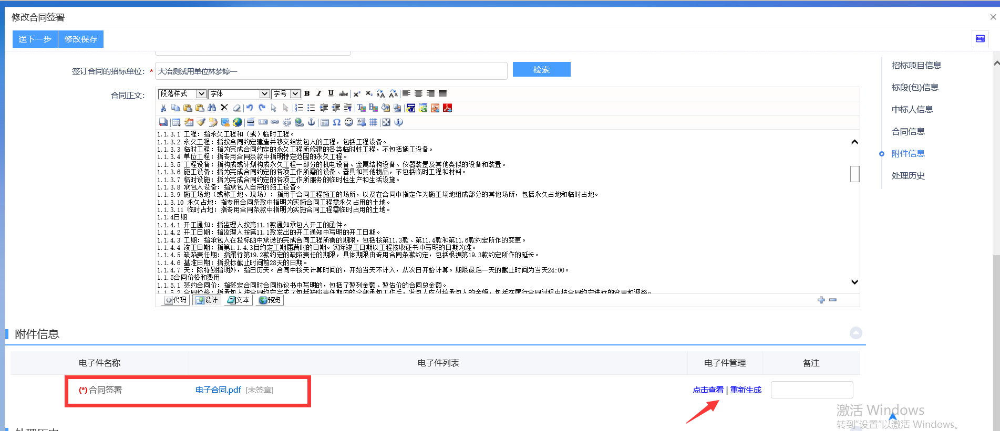 修改合同签署
送下一步 修改保存
签订合同的招标单位： * 大冶测试用单位林梦婷一 检索
合同正文：
段落样式 字体 字号
1.1.3.1 工程：指永久工程和（或）临时工程。
1.1.3.2 永久工程：指按合同约定建造并移交给发包人的工程，包括工程设备。
1.1.3.3 临时工程：指为完成合同约定的永久工程所修建的各类临时性工程，不包括施工设备。
1.1.3.4 单位工程：指专用合同条款中指明特定范围的永久工程。
1.1.3.5 工程设备：指构成或计划构成永久工程一部分的机电设备、金属结构设备、仪器装置及其他类似的设备和装置。
1.1.3.6 施工设备：指为完成合同约定的各项工作所需的设备、器具和其他物品，不包括临时工程和材料。
1.1.3.7 临时设施：指为完成合同约定的各项工作所服务的临时性生产和生活设施。
1.1.3.8 承包人设备：指承包人自带的施工设备。
1.1.3.9 施工场地（或称工地、现场）：指用于合同工程施工的场所，以及在合同中指定作为施工场地组成部分的其他场所，包括永久占地和临时占地。
1.1.3.10 永久占地：指专用合同条款中指明为实施合同工程需永久占用的土地。
1.1.3.11 临时占地：指专用合同条款中指明为实施合同工程需临时占用的土地。
1.1.4日期
1.1.4.1 开工通知：指监理人按第11.1款通知承包人开工的函件。
1.1.4.2 开工日期：指监理人按第11.1款发出的开工通知中写明的开工日期。
1.1.4.3 工期：指承包人在投标函中承诺的完成合同工程所需的期限，包括按第11.3款、第11.4款和第11.6款约定所作的变更。
1.1.4.4 竣工日期：指第1.1.4.3目约定工期届满时的日期。实际竣工日期以工程接收证书中写明的日期为准。
1.1.4.5 缺陷责任期：指履行第19.2款约定的缺陷责任的期限，具体期限由专用合同条款约定，包括根据第19.3款约定所作的延长。
1.1.4.6 基准日期：指投标截止时间前28天的日期。
1.1.4.7 天：除特别指明外，指日历天。合同中按天计算时间的，开始当天不计入，从次日开始计算。期限最后一天的截止时间为当天24:00。
1.1.5合同价格和费用
1.1.5.1 签约合同价：指签定合同时合同协议书中写明的，包括了暂列金额、暂估价的合同总金额。
1.1.5.2 合同价格：指承包人按合同约定完成了包括缺陷责任期内的全部承包工作后，发包人应付给承包人的金额，包括在履行合同过程中按合同约定进行的变更和调整。
代码 设计 文本 预览
招标项目信息
标段(包)信息
中标人信息
合同信息
附件信息
处理历史
附件信息
电子件名称 电子件列表 电子件管理 备注
(*)合同签署 电子合同.pdf [未签章] 点击查看 | 重新生成
激活 Windows
转到"设置"以激活 Windows。
处理历史